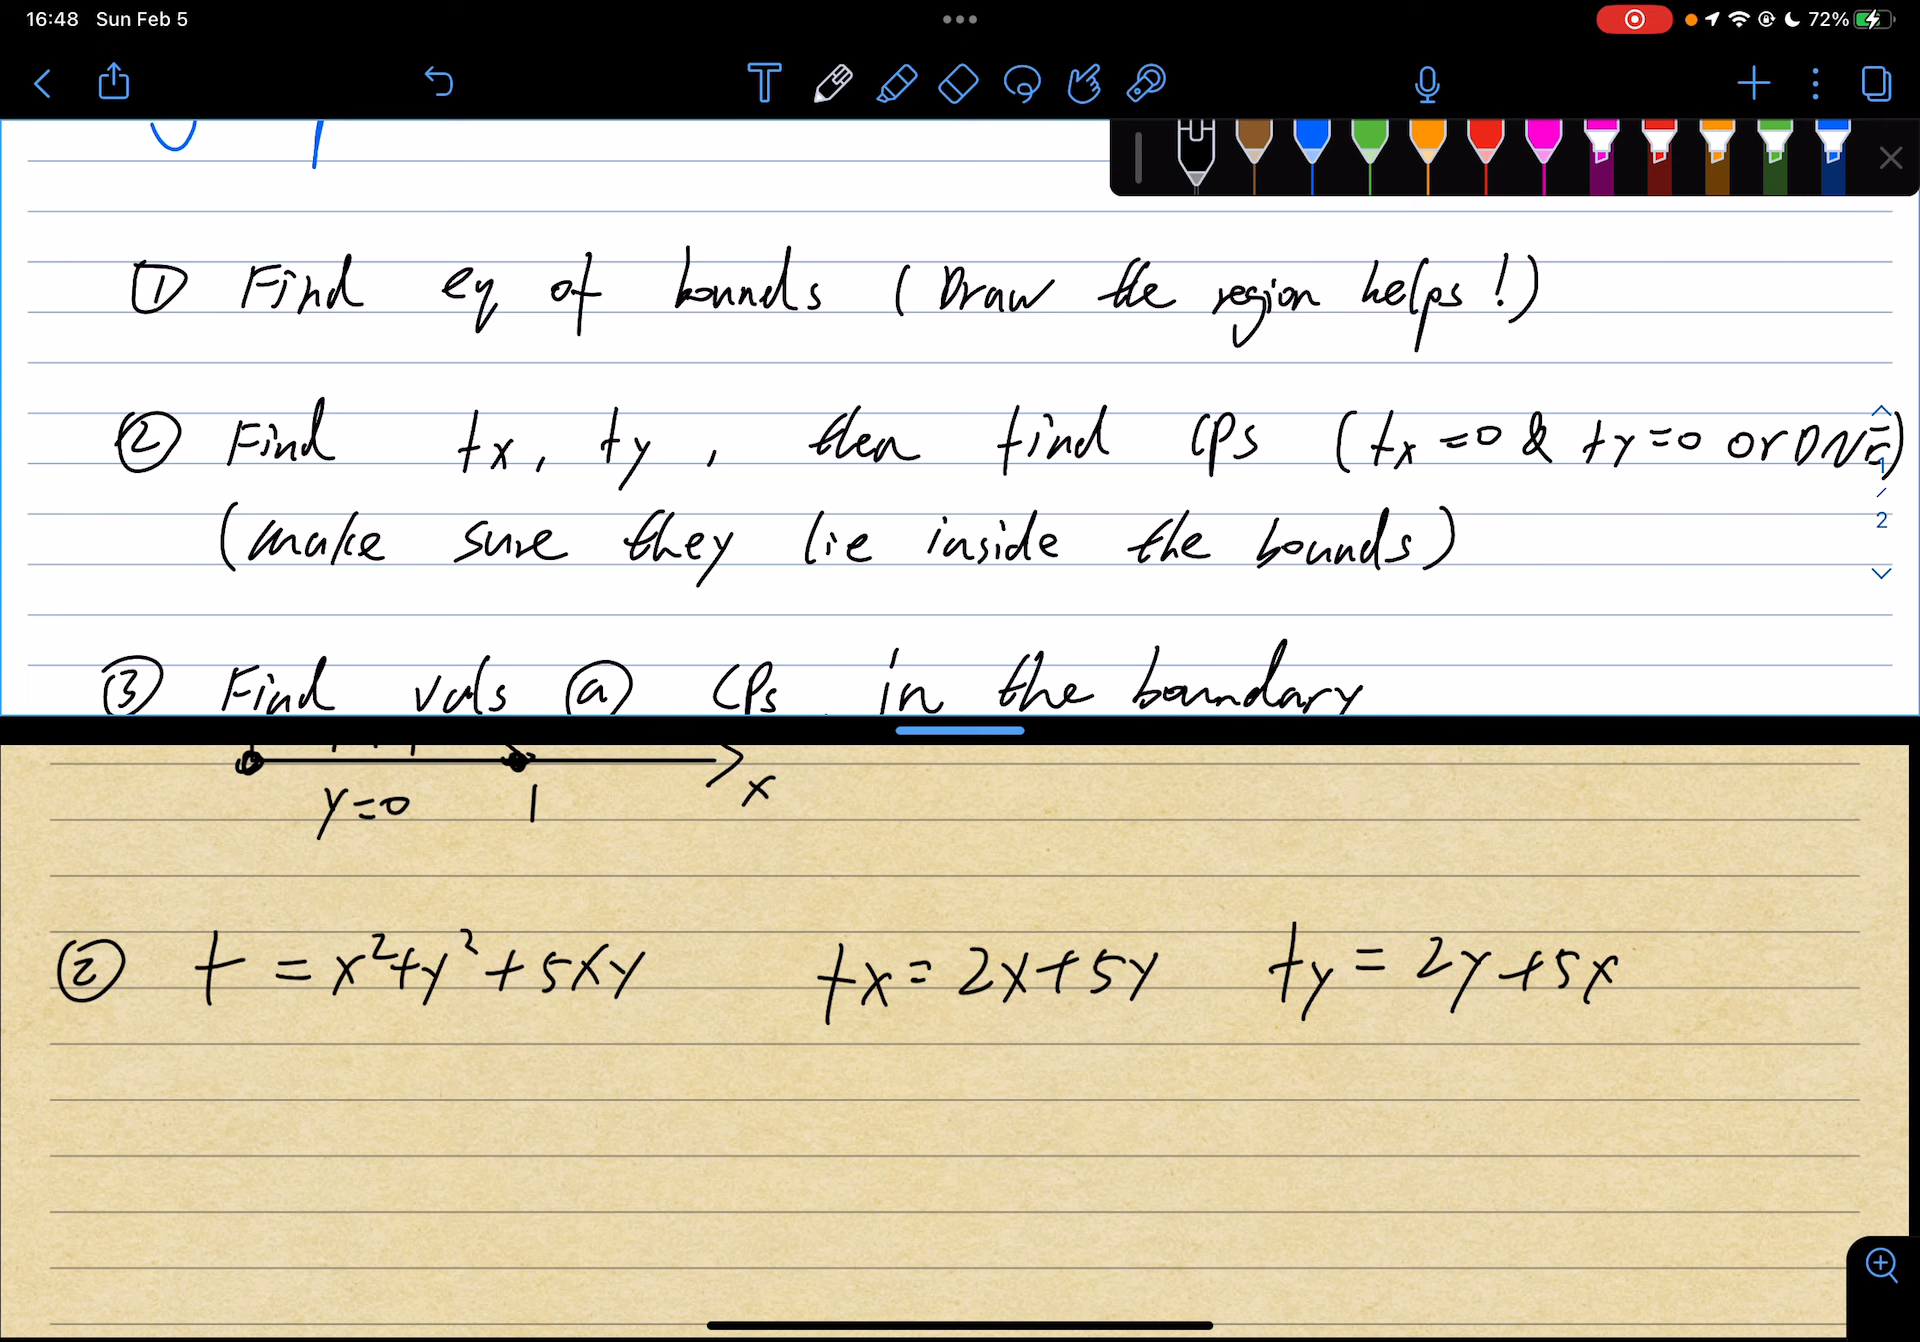 16:48 Sun Feb 5
72%
① Find eq of bounds (Draw the region helps!)
② Find fx, fy, then find CPs (fx=0 & fy=0 or DNE)
(make sure they lie inside the bounds)
1
/
2
③ Find vals @ CPs in the boundary
x
y=0 1
② f = x²+y²+5xy fx = 2x+5y fy = 2y+5x